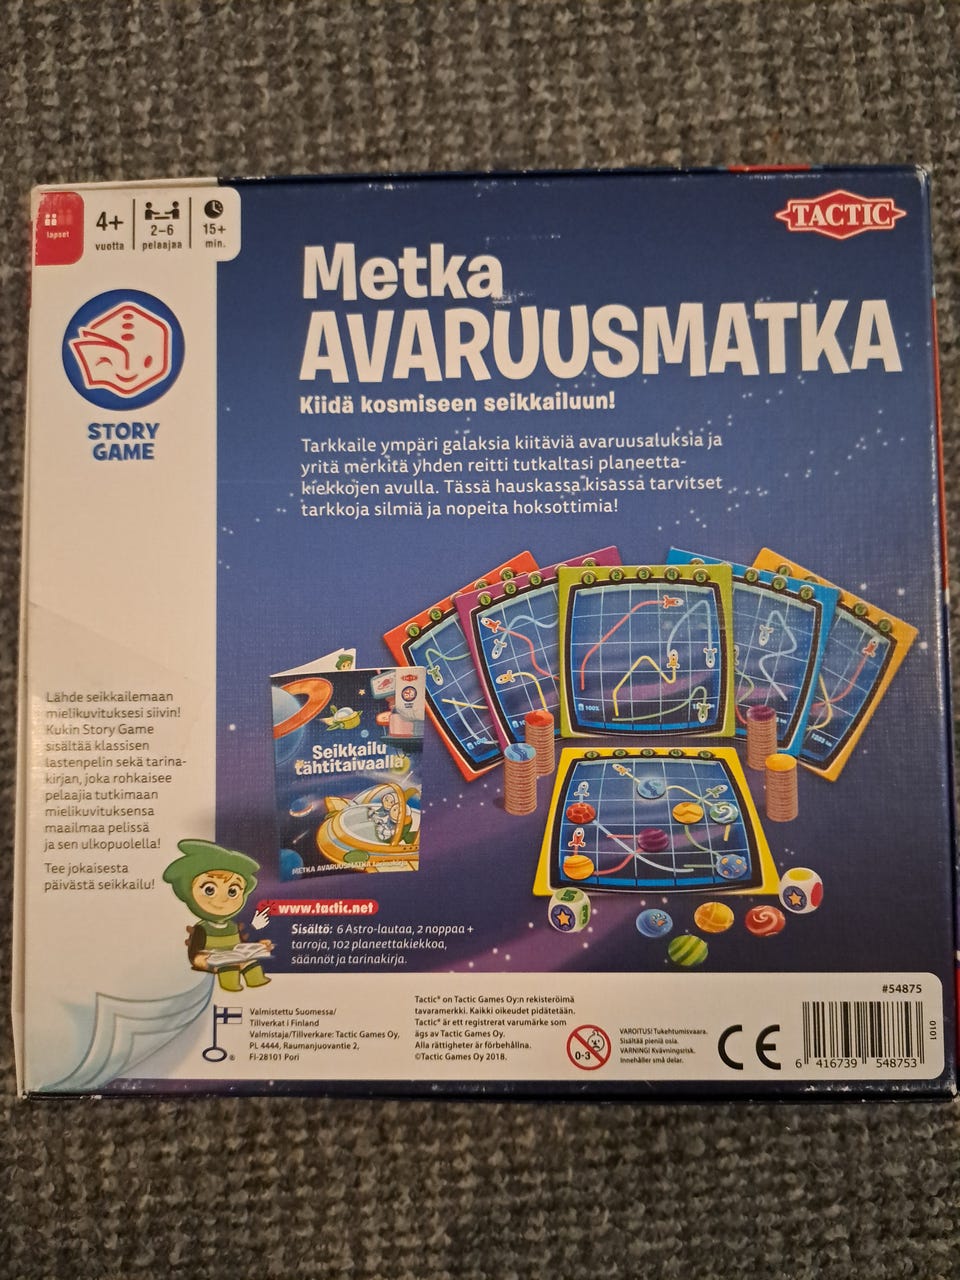 lapset
4+
vuotta
2–6
pelaajaa
15+
min.
TACTIC
Metka
AVARUUSMATKA
Kiidä kosmiseen seikkailuun!
STORY
GAME
Tarkkaile ympäri galaksia kiitäviä avaruusaluksia ja
yritä merkitä yhden reitti tutkaltasi planeetta-
kiekkojen avulla. Tässä hauskassa kisassa tarvitset
tarkkoja silmiä ja nopeita hoksottimia!
Lähde seikkailemaan
mielikuvituksesi siivin!
Kukin Story Game
sisältää klassisen
lastenpelin sekä tarina-
kirjan, joka rohkaisee
pelaajia tutkimaan
mielikuvituksensa
maailmaa pelissä
ja sen ulkopuolella!
Tee jokaisesta
päivästä seikkailu!
Seikkailu
tähtitaivaalla
METKA AVARUUSMATKA tarinakirja
www.tactic.net
Sisältö: 6 Astro-lautaa, 2 noppaa +
tarroja, 102 planeettakiekkoa,
säännöt ja tarinakirja.
Valmistettu Suomessa/
Tillverkat i Finland
Valmistaja/Tillverkare: Tactic Games Oy,
PL 4444, Raumanjuovantie 2,
FI-28101 Pori
Tactic® on Tactic Games Oy:n rekisteröimä
tavaramerkki. Kaikki oikeudet pidätetään.
Tactic® är ett registrerat varumärke som
ägs av Tactic Games Oy.
Alla rättigheter är förbehållna.
©Tactic Games Oy 2018.
0-3
VAROITUS! Tukehtumisvaara.
Sisältää pieniä osia.
VARNING! Kvävningsrisk.
Innehåller små delar.
CE
#54875
1010
6 416739 548753